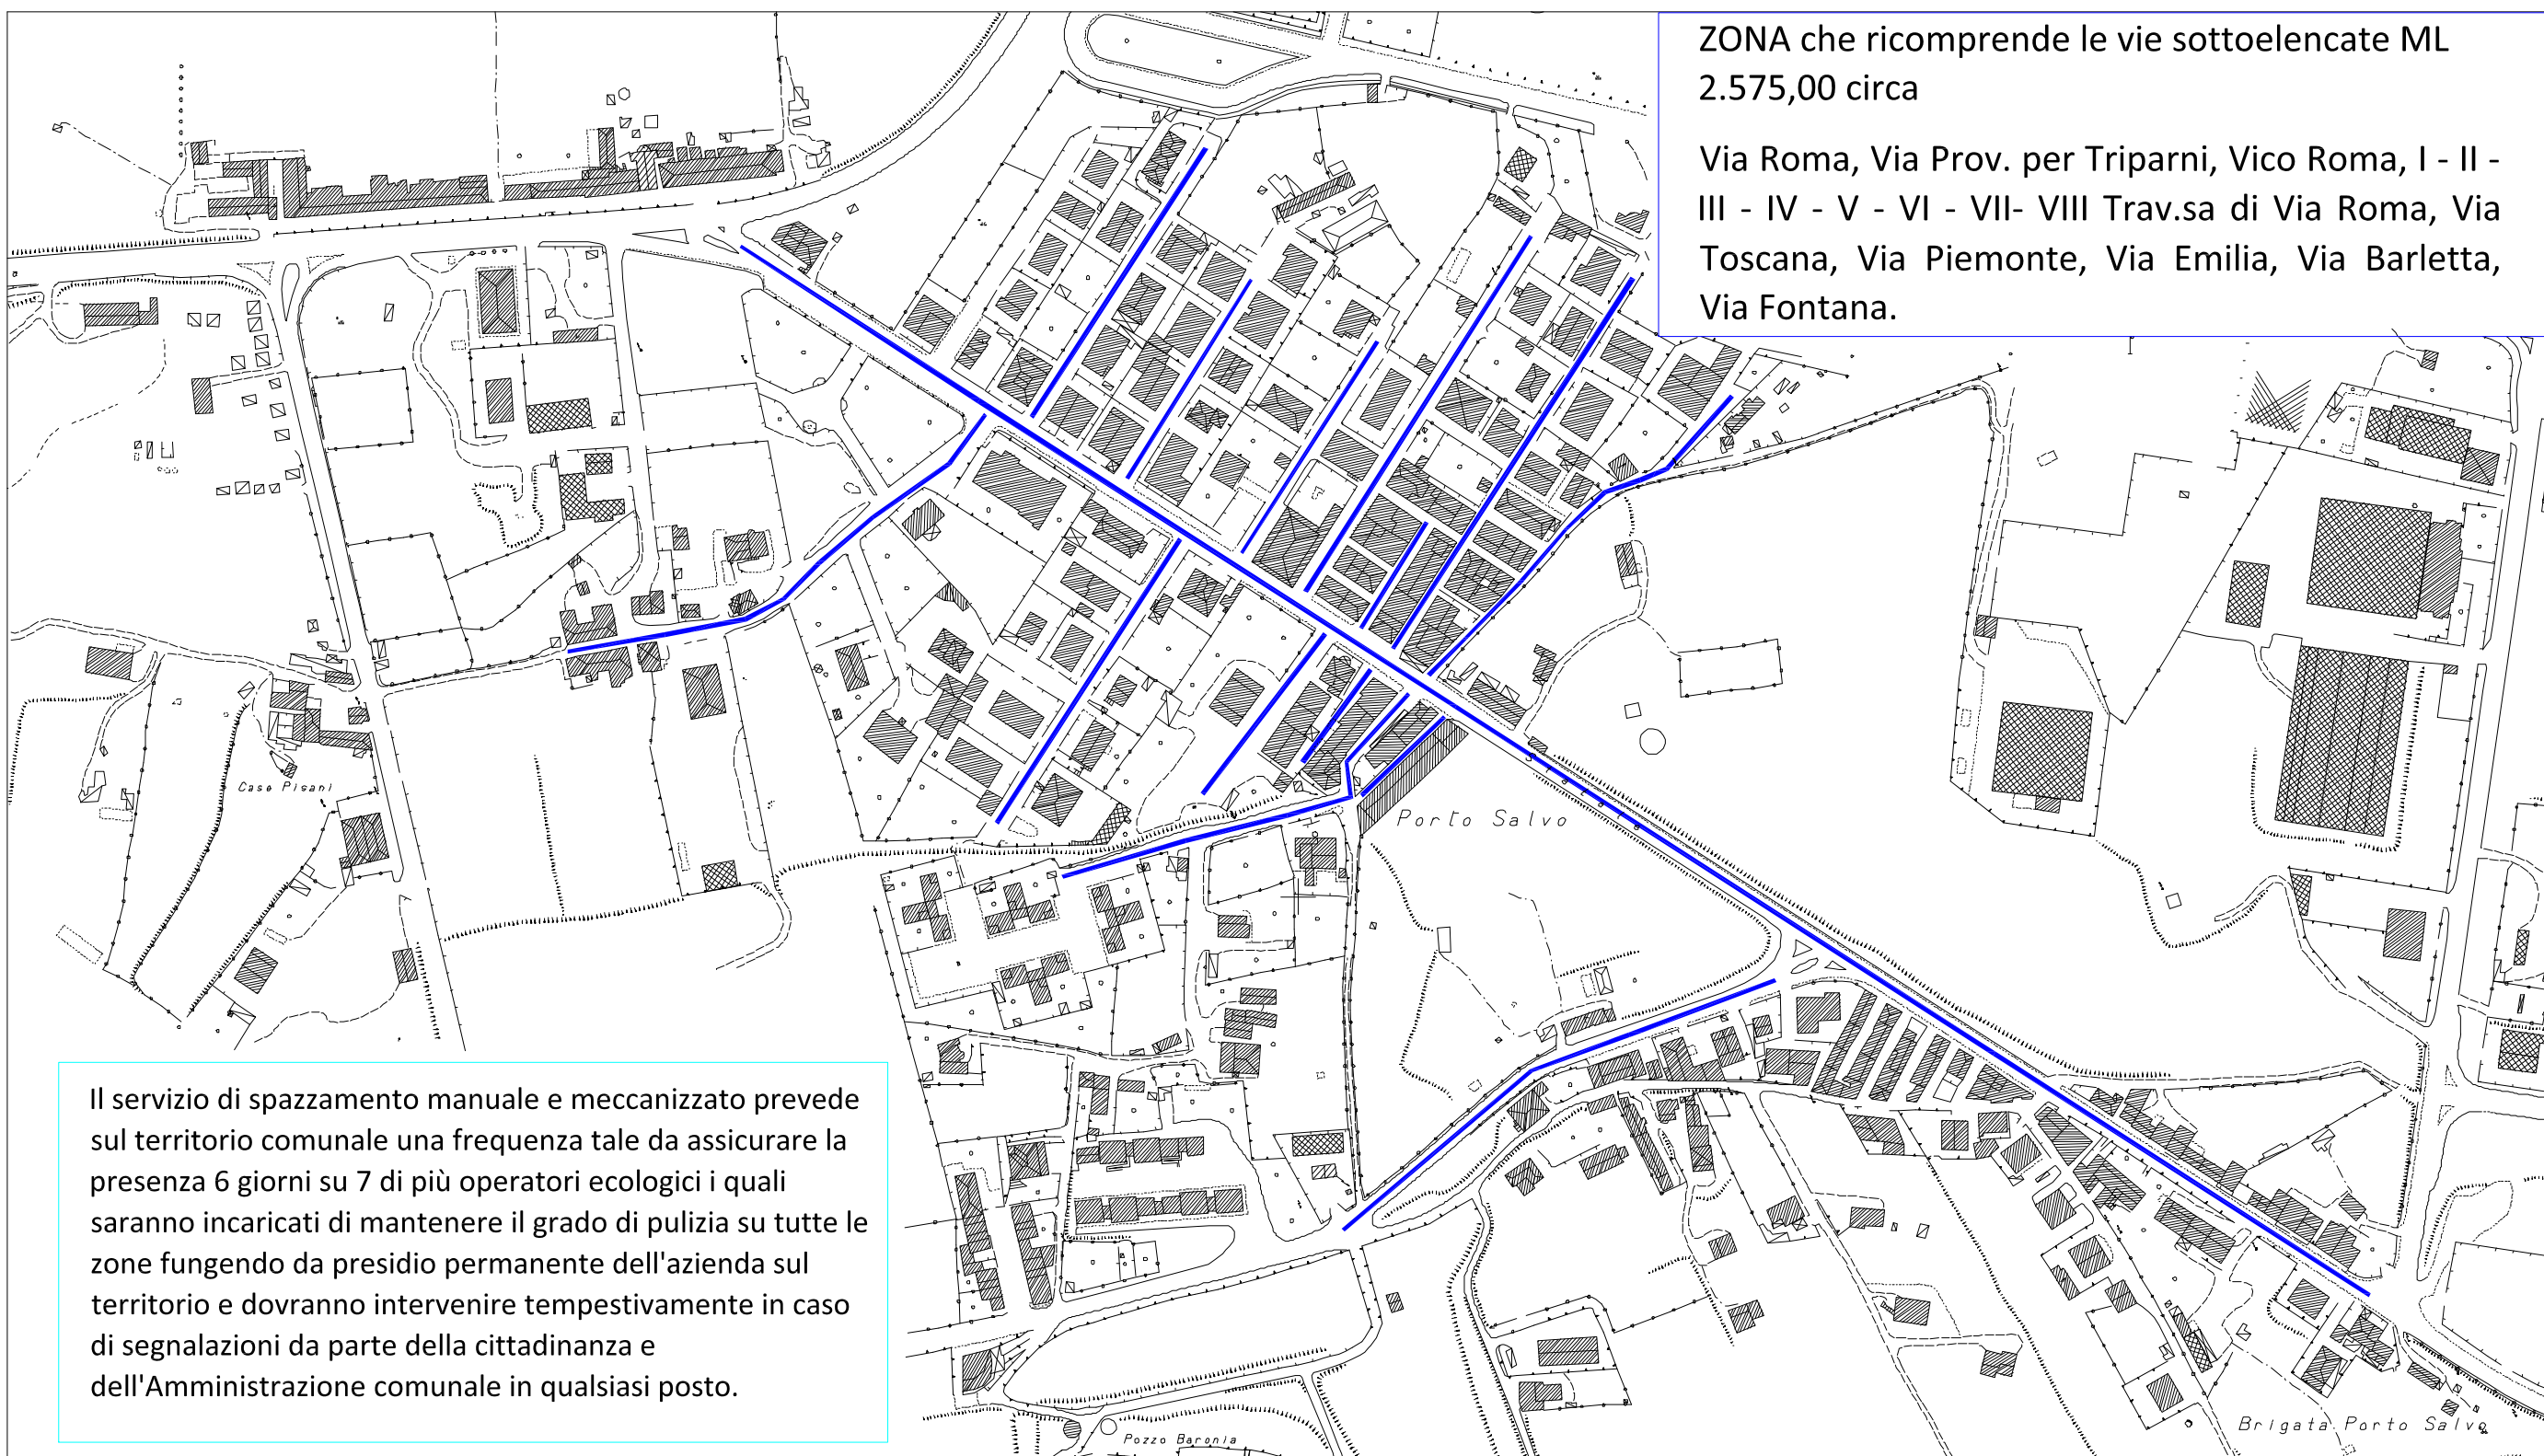 ZONA che ricomprende le vie sottoelencate ML
2.575,00 circa
Via Roma, Via Prov. per Triparni, Vico Roma, I - II -
III - IV - V - VI - VII- VIII Trav.sa di Via Roma, Via
Toscana, Via Piemonte, Via Emilia, Via Barletta,
Via Fontana.
Casa Pisani
Porto Salvo
Il servizio di spazzamento manuale e meccanizzato prevede
sul territorio comunale una frequenza tale da assicurare la
presenza 6 giorni su 7 di più operatori ecologici i quali
saranno incaricati di mantenere il grado di pulizia su tutte le
zone fungendo da presidio permanente dell'azienda sul
territorio e dovranno intervenire tempestivamente in caso
di segnalazioni da parte della cittadinanza e
dell'Amministrazione comunale in qualsiasi posto.
Brigata Porto Salvo
Pozzo Baronia